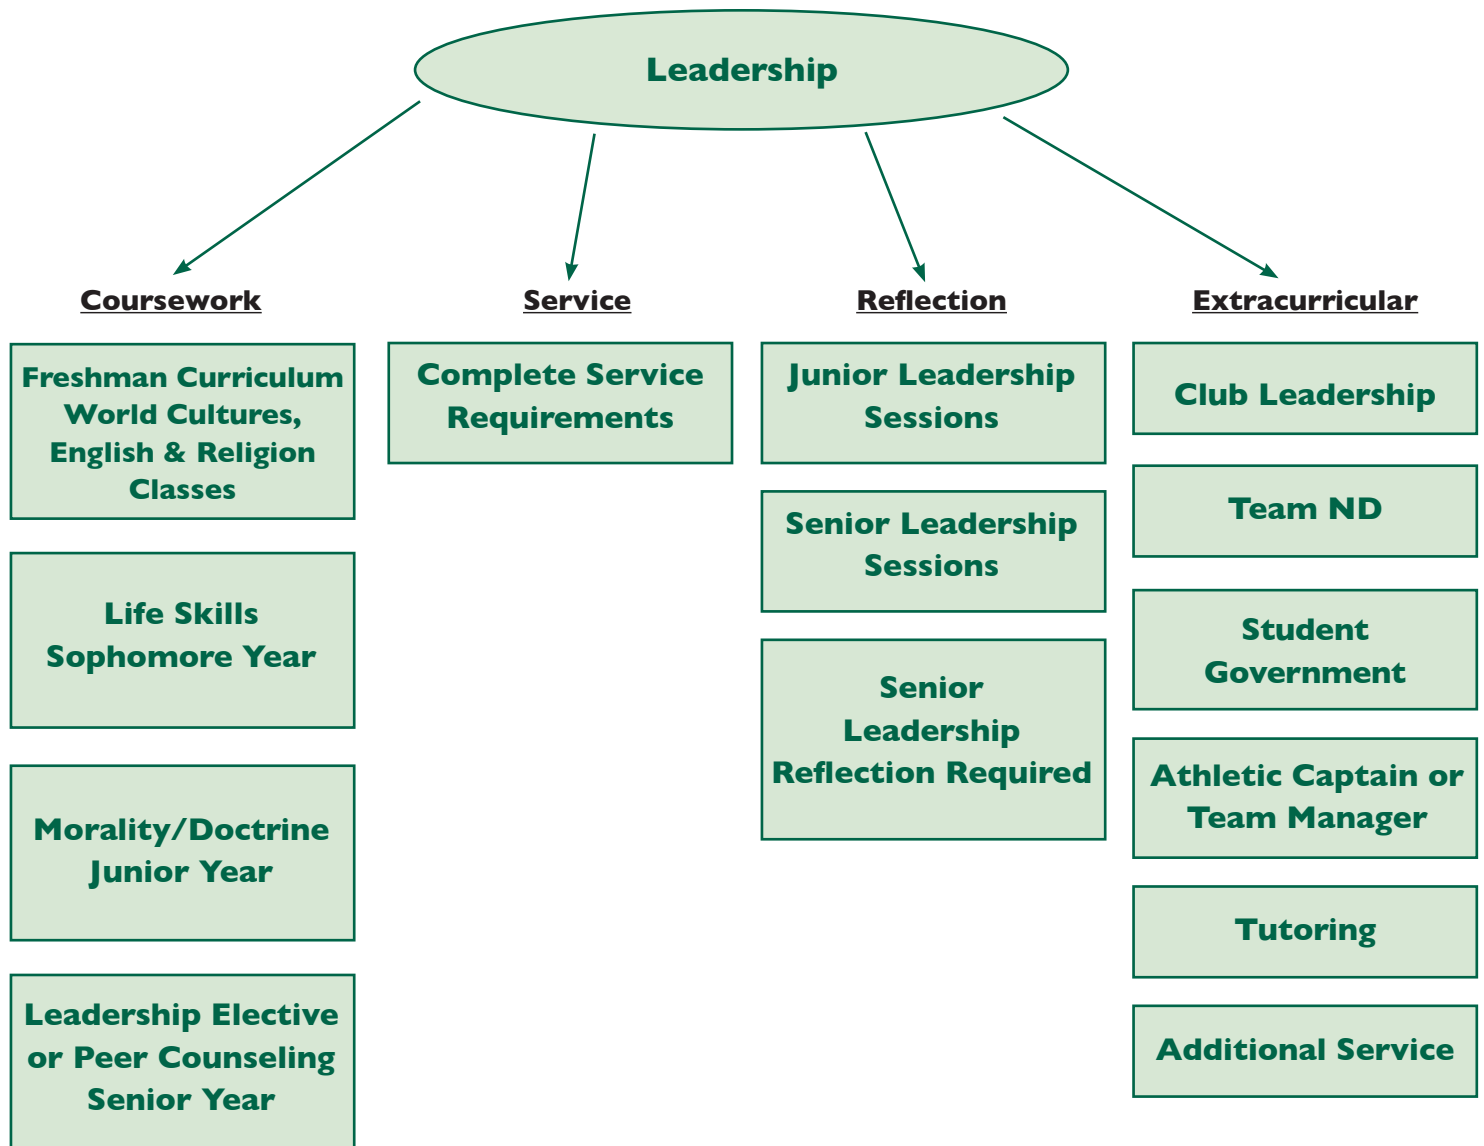 Leadership
Coursework
Freshman Curriculum
World Cultures,
English & Religion
Classes
Life Skills
Sophomore Year
Morality/Doctrine
Junior Year
Leadership Elective
or Peer Counseling
Senior Year
Service
Complete Service
Requirements
Reflection
Junior Leadership
Sessions
Senior Leadership
Sessions
Senior
Leadership
Reflection Required
Extracurricular
Club Leadership
Team ND
Student
Government
Athletic Captain or
Team Manager
Tutoring
Additional Service